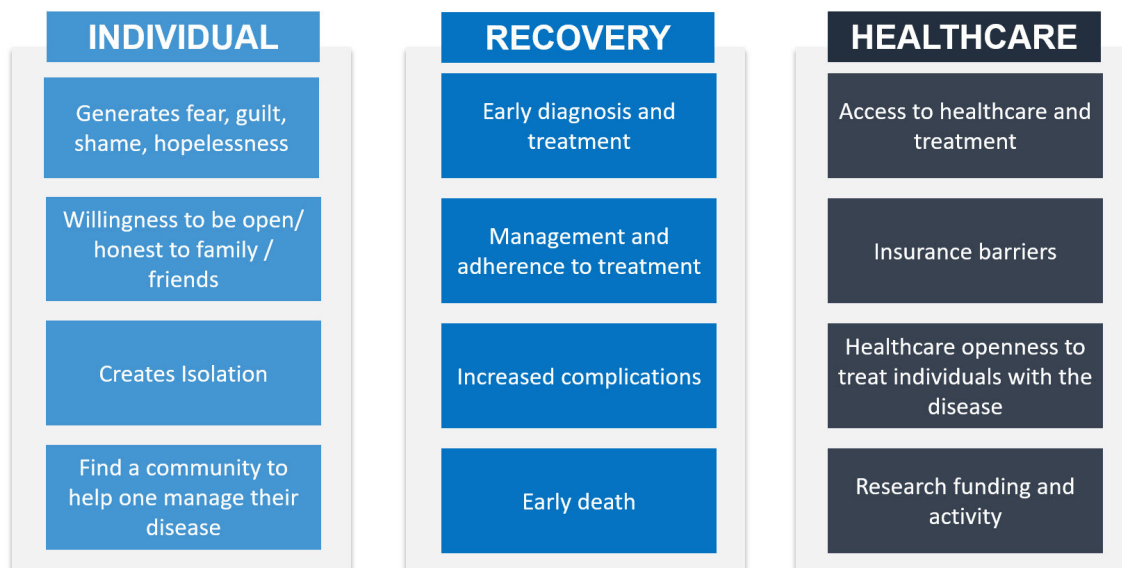 INDIVIDUAL
Generates fear, guilt,
shame, hopelessness
Willingness to be open/
honest to family /
friends
Creates Isolation
Find a community to
help one manage their
disease
RECOVERY
Early diagnosis and
treatment
Management and
adherence to treatment
Increased complications
Early death
HEALTHCARE
Access to healthcare and
treatment
Insurance barriers
Healthcare openness to
treat individuals with the
disease
Research funding and
activity